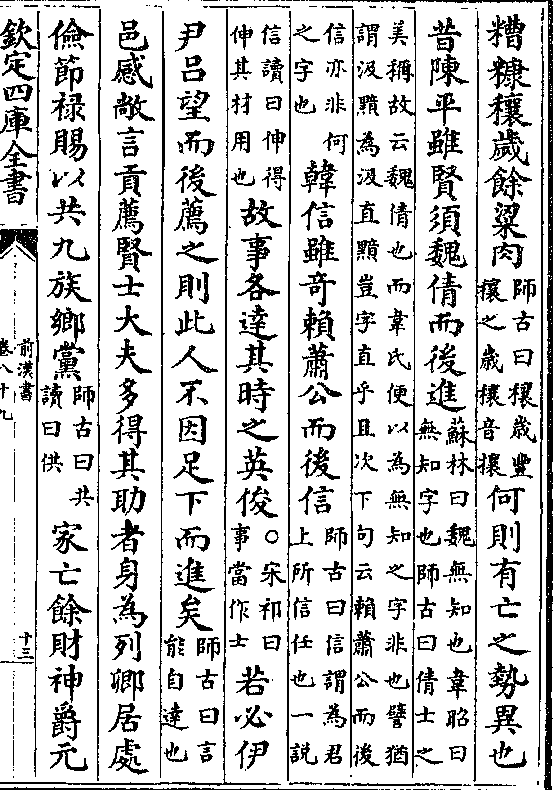 糟糠穰歲餘粱肉師古曰穰歲豐穰之歲穰音攘何則有亡之勢異也
昔陳平雖賢須魏倩而後進蘇林曰魏無知也韋昭曰無知字也師古曰倩士之
美稱故云魏倩也而韋氏便以為無知之字非也譬猶謂汲黯為汲直黯豈字直乎且次下句云賴蕭公而後
信亦非何之字也韓信雖奇賴蕭公而後信師古曰信謂為君上所信任也一説
信讀曰伸得伸其材用也故事各達其時之英俊○宋祁曰事當作士若必伊
尹吕望而後薦之則此人不因足下而進矣師古曰言能自達也
邑感敞言貢薦賢士大夫多得其助者身為列卿居處
儉節禄賜以共九族鄉黨師古曰共讀曰供家亡餘財神爵元
欽定四庫全書
前漢書
卷八十九
十三